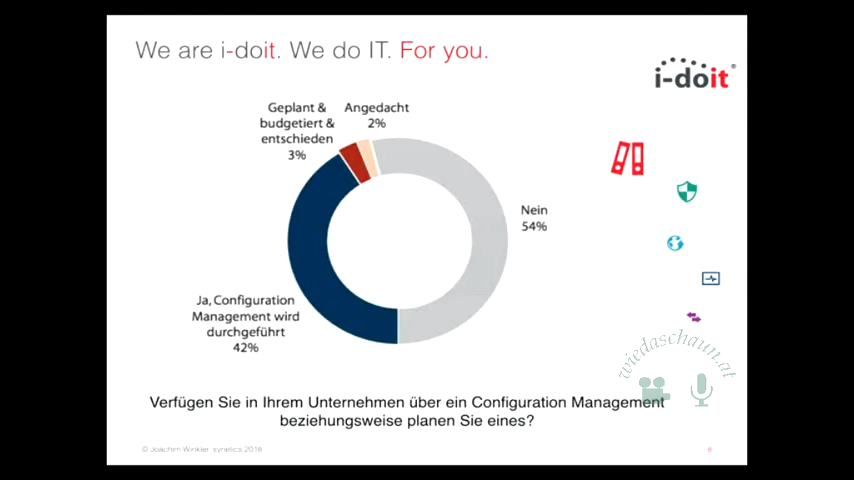 We are i-doit. We do IT. For you.
i-doit®
Geplant &
budgetiert &
entschieden
3%
Angedacht
2%
Nein
54%
Ja, Configuration
Management wird
durchgeführt
42%
wiedaschaun.at
Verfügen Sie in Ihrem Unternehmen über ein Configuration Management
beziehungsweise planen Sie eines?
© Joachim Winkler synetics 2016
8